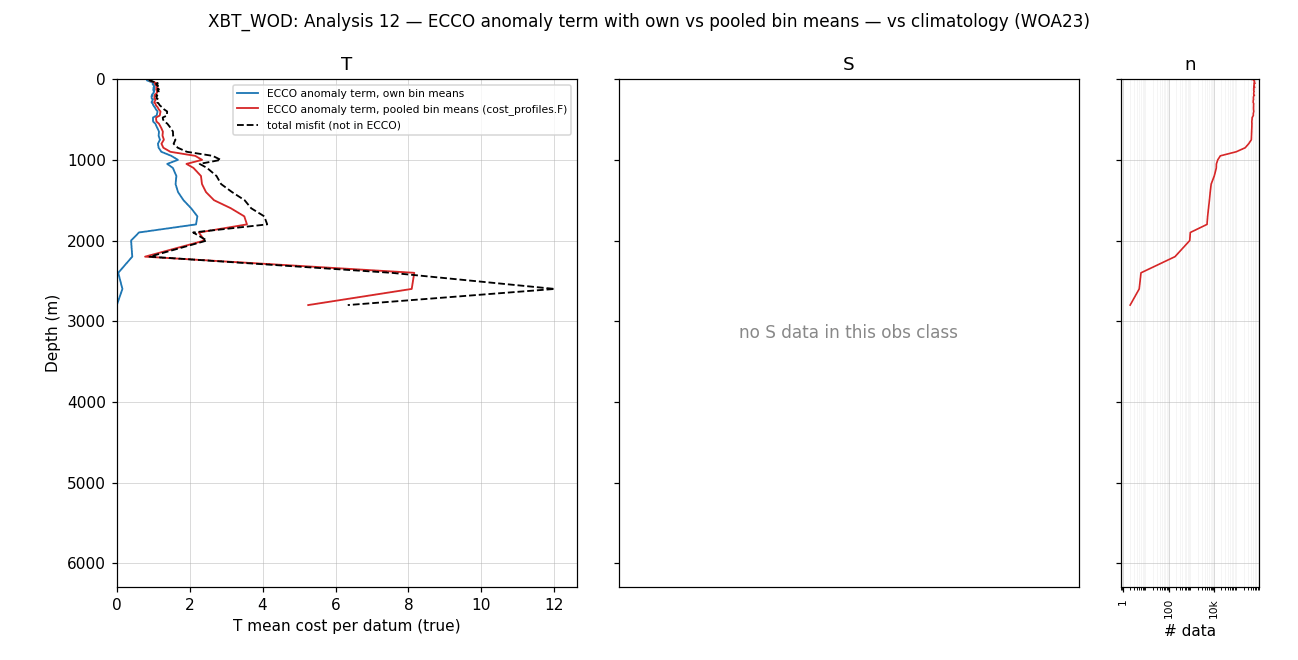 XBT_WOD: Analysis 12 — ECCO anomaly term with own vs pooled bin means — vs climatology (WOA23)
T
S
n
ECCO anomaly term, own bin means
ECCO anomaly term, pooled bin means (cost_profiles.F)
total misfit (not in ECCO)
0
1000
2000
3000
4000
5000
6000
Depth (m)
0 2 4 6 8 10 12
T mean cost per datum (true)
no S data in this obs class
1 100 10k
# data